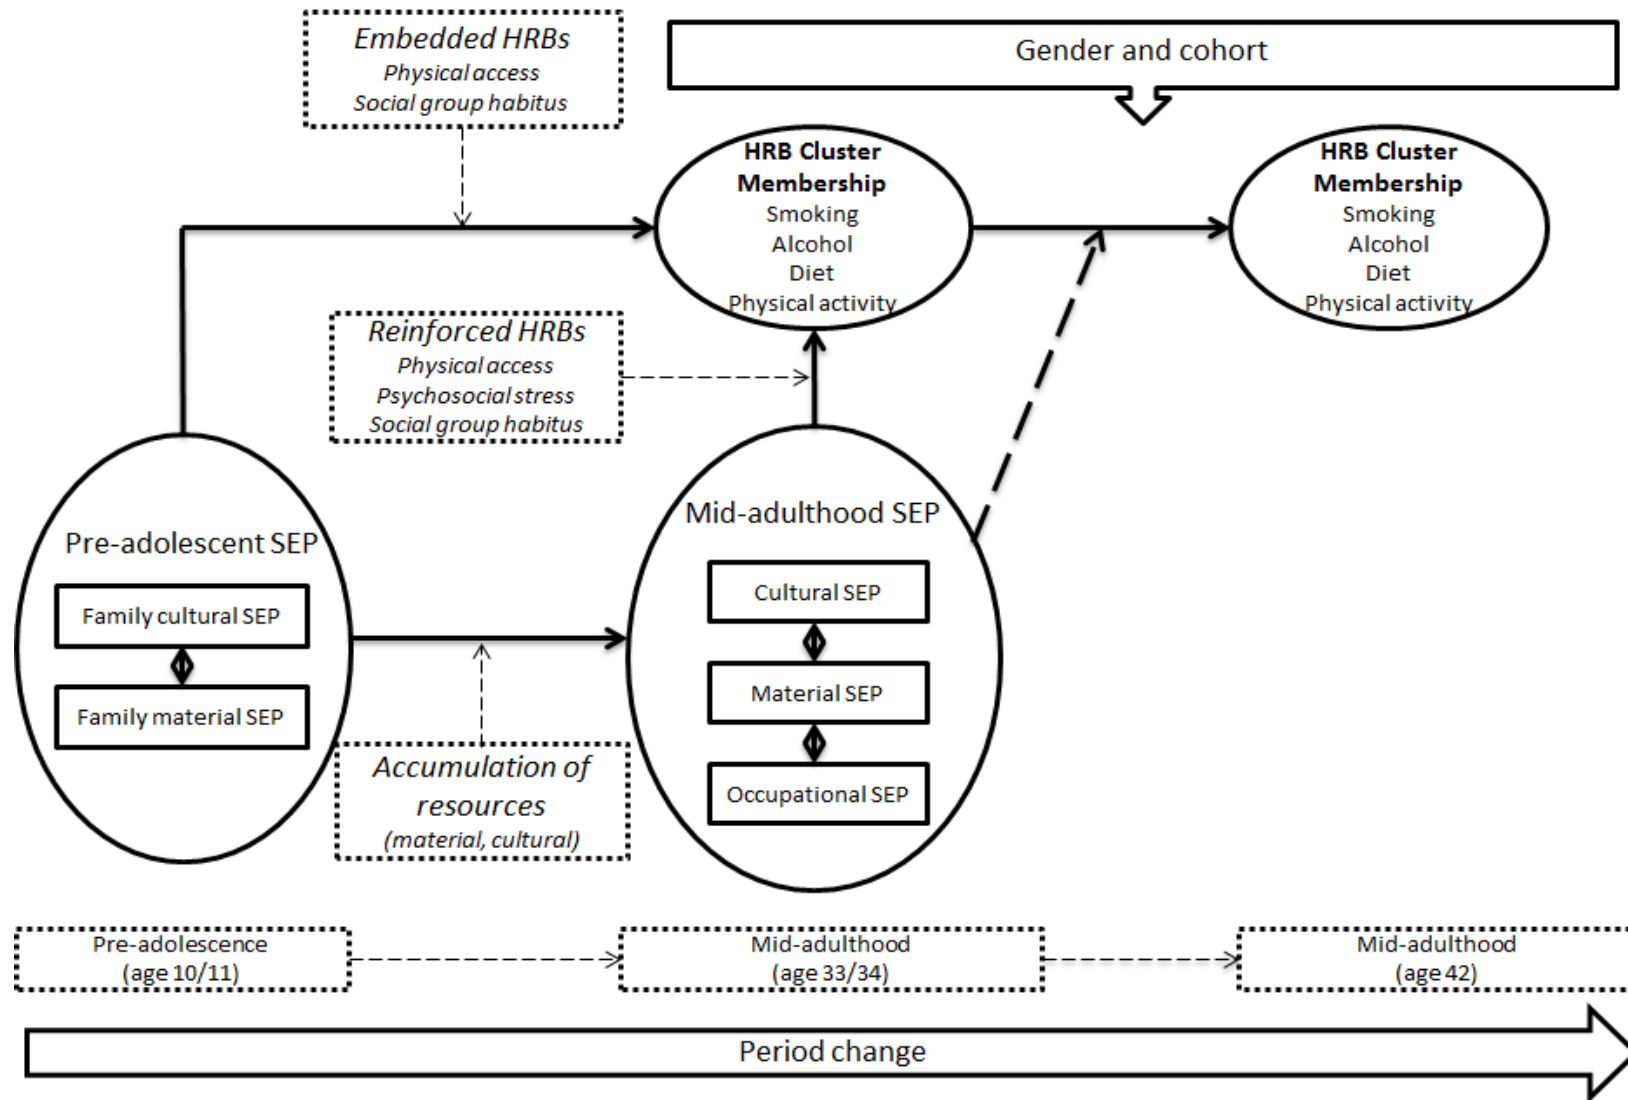 Embedded HRBs
Physical access
Social group habitus
Gender and cohort
HRB Cluster
Membership
Smoking
Alcohol
Diet
Physical activity
HRB Cluster
Membership
Smoking
Alcohol
Diet
Physical activity
Reinforced HRBs
Physical access
Psychosocial stress
Social group habitus
Pre-adolescent SEP
Family cultural SEP
Family material SEP
Mid-adulthood SEP
Cultural SEP
Material SEP
Occupational SEP
Accumulation of
resources
(material, cultural)
Pre-adolescence
(age 10/11)
Mid-adulthood
(age 33/34)
Mid-adulthood
(age 42)
Period change